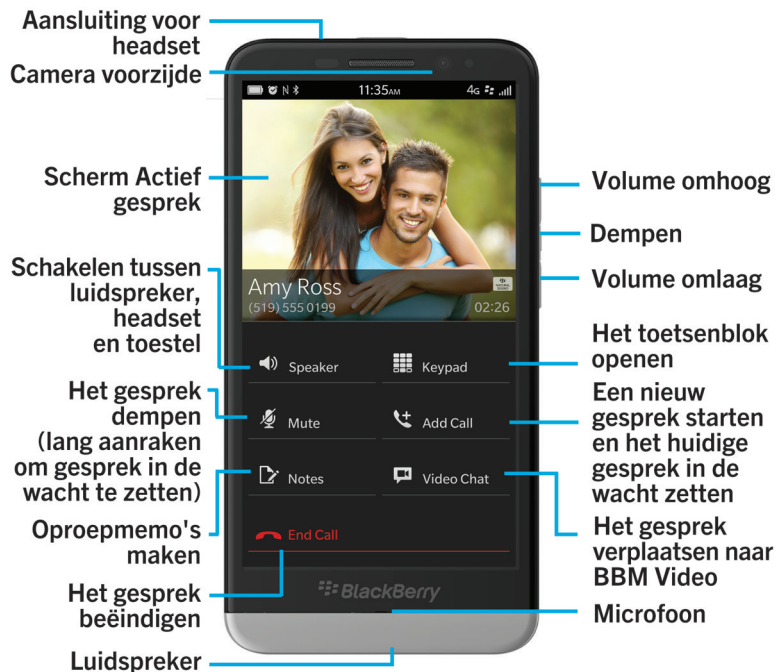 Aansluiting voor
headset
Camera voorzijde
11:35AM
4G
Scherm Actief
gesprek
Volume omhoog
Dempen
Volume omlaag
Schakelen tussen
luidspreker,
headset
en toestel
Amy Ross
(519) 555 0199
02:26
Het toetsenblok
openen
Speaker
Keypad
Het gesprek
dempen
(lang aanraken
om gesprek in de
wacht te zetten)
Mute
Add Call
Een nieuw
gesprek starten
en het huidige
gesprek in de
wacht zetten
Notes
Video Chat
Oproepmemo's
maken
End Call
Het gesprek
verplaatsen naar
BBM Video
Het gesprek
beëindigen
BlackBerry
Microfoon
Luidspreker